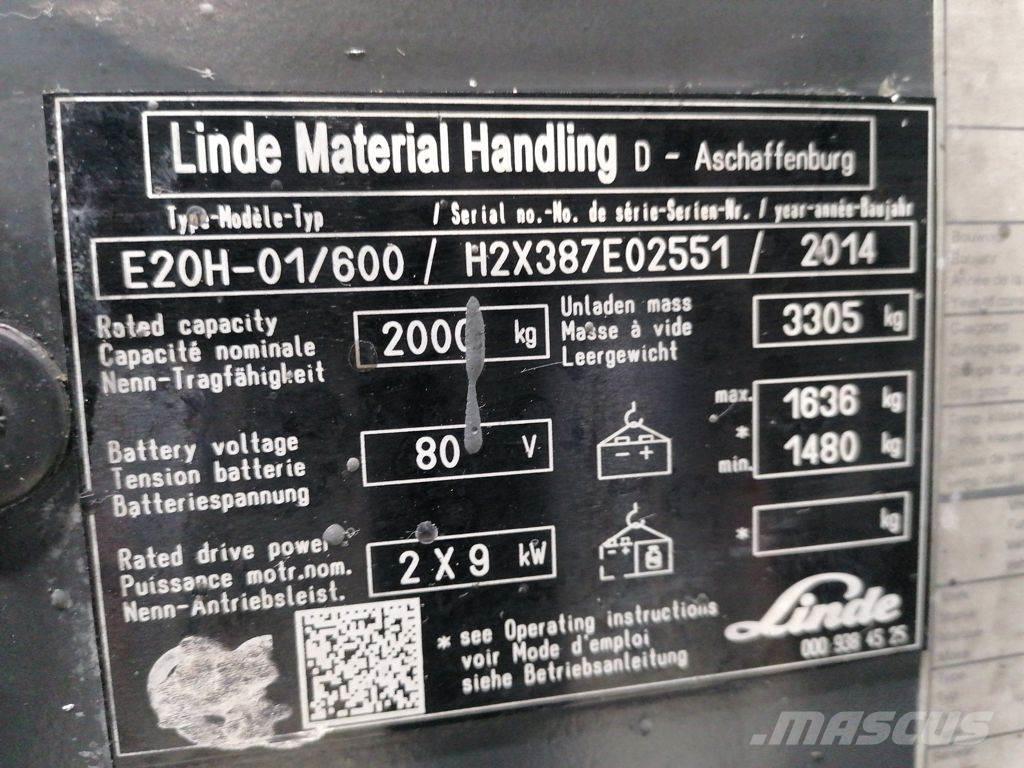 Linde Material Handling D - Aschaffenburg
Type-Modèle-Typ / Serial no.-No. de série-Serien-Nr. / year-année-Baujahr
E20H-01/600 / H2X387E02551 / 2014
Rated capacity
Capacité nominale
Nenn-Tragfähigkeit
2000 kg
Unladen mass
Masse à vide
Leergewicht
3305 kg
Battery voltage
Tension batterie
Batteriespannung
80 V
- +
max.
*
min.
1636 kg
1480 kg
Rated drive power
Puissance motr.nom.
Nenn-Antriebsleist.
2 X 9 kW
- +
*
kg
* see Operating instructions
voir Mode d'emploi
siehe Betriebsanleitung
Linde
000 938 45 25
.MASCUS